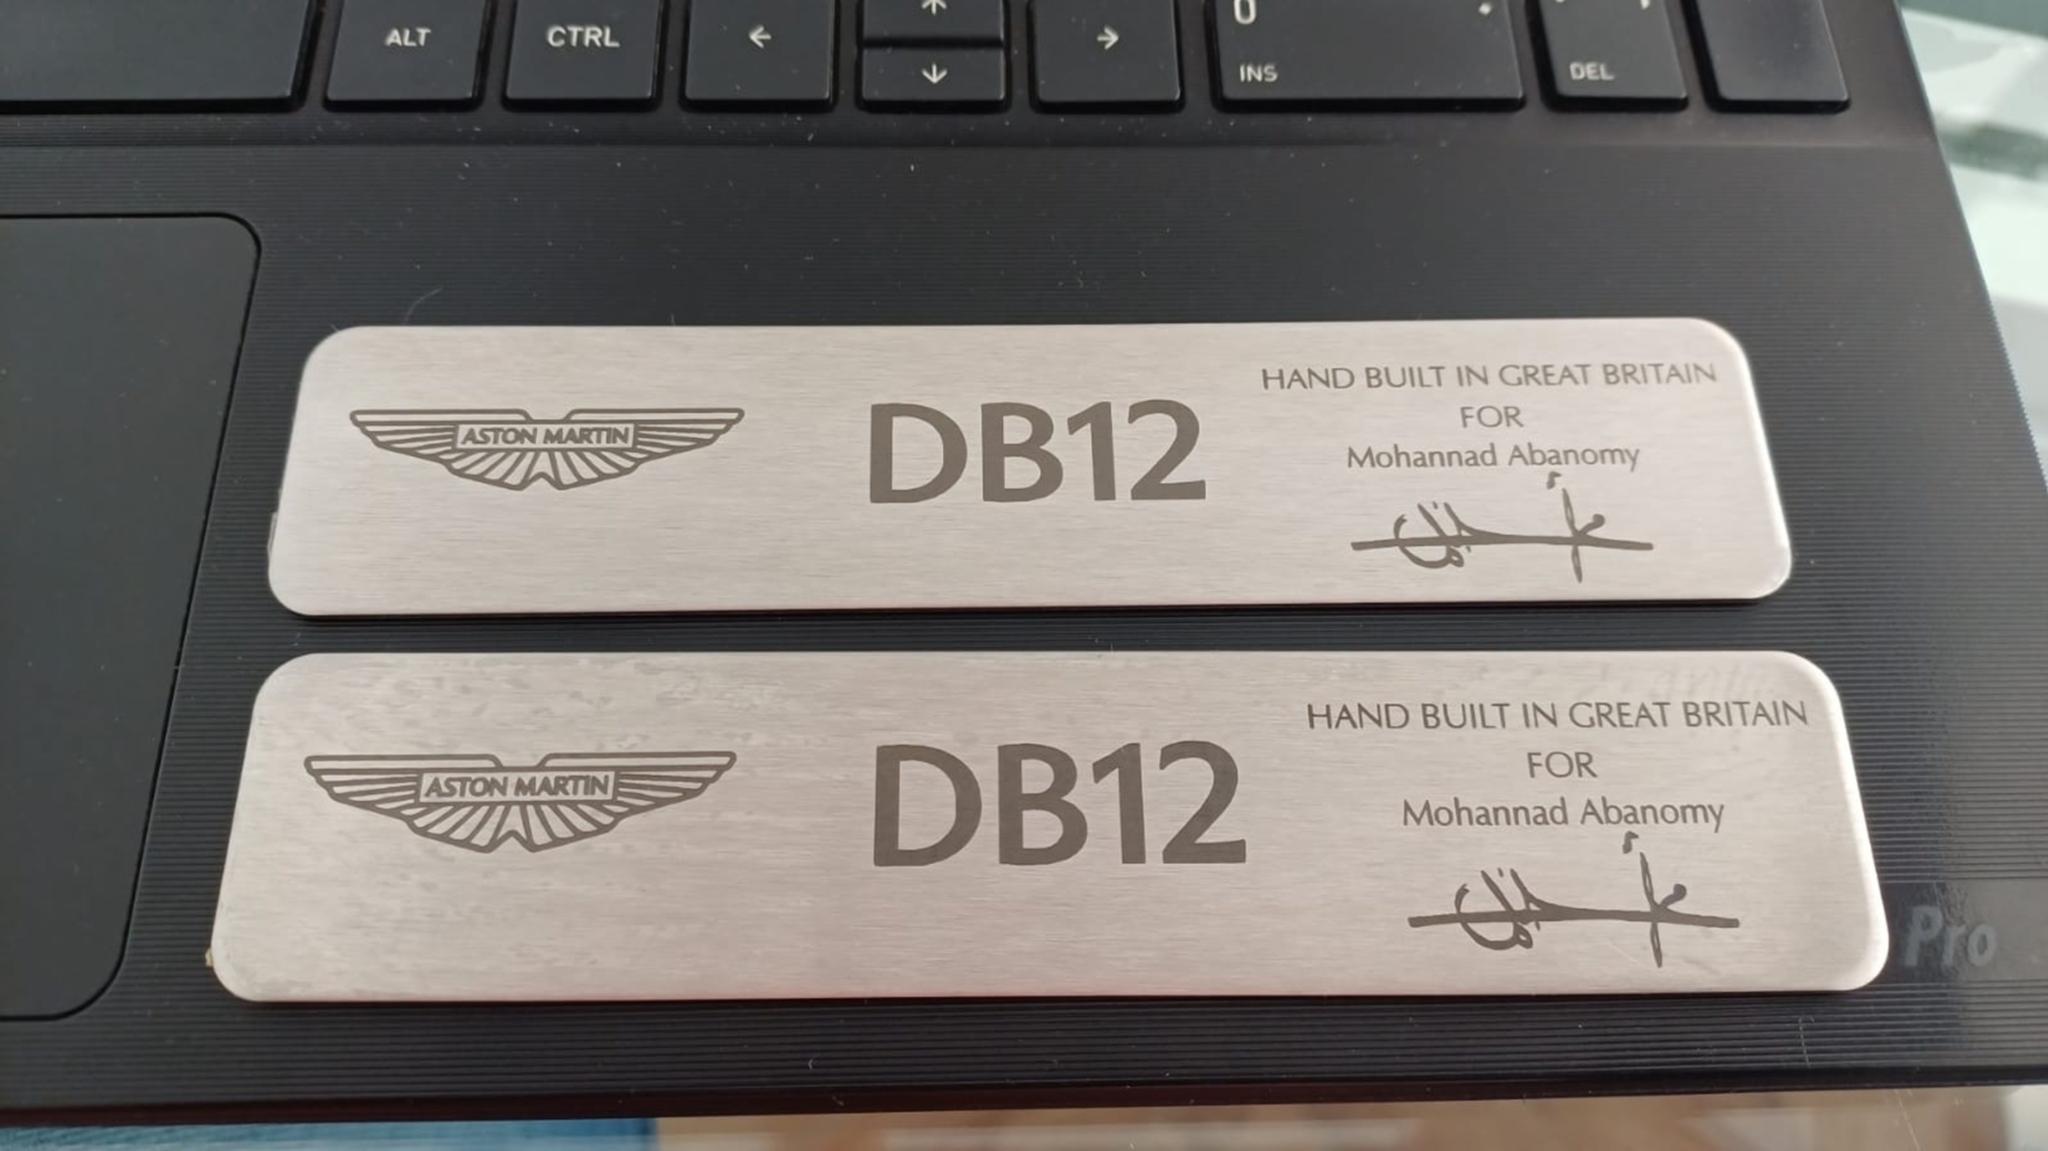 ALT
CTRL
←
↑
↓
→
0
INS
.
DEL
ASTON MARTIN
DB12
HAND BUILT IN GREAT BRITAIN
FOR
Mohannad Abanomy
ASTON MARTIN
DB12
HAND BUILT IN GREAT BRITAIN
FOR
Mohannad Abanomy
Pro